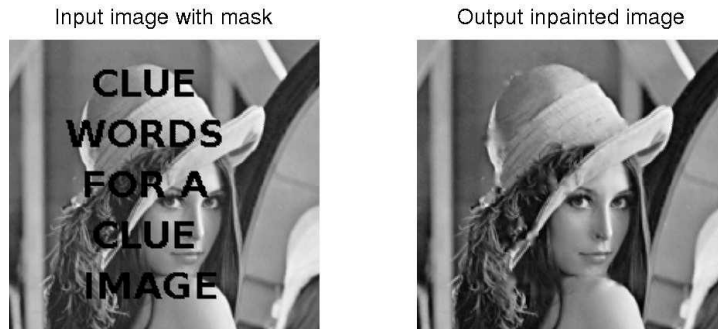 Input image with mask
Output inpainted image
CLUE
WORDS
FOR A
CLUE
IMAGE